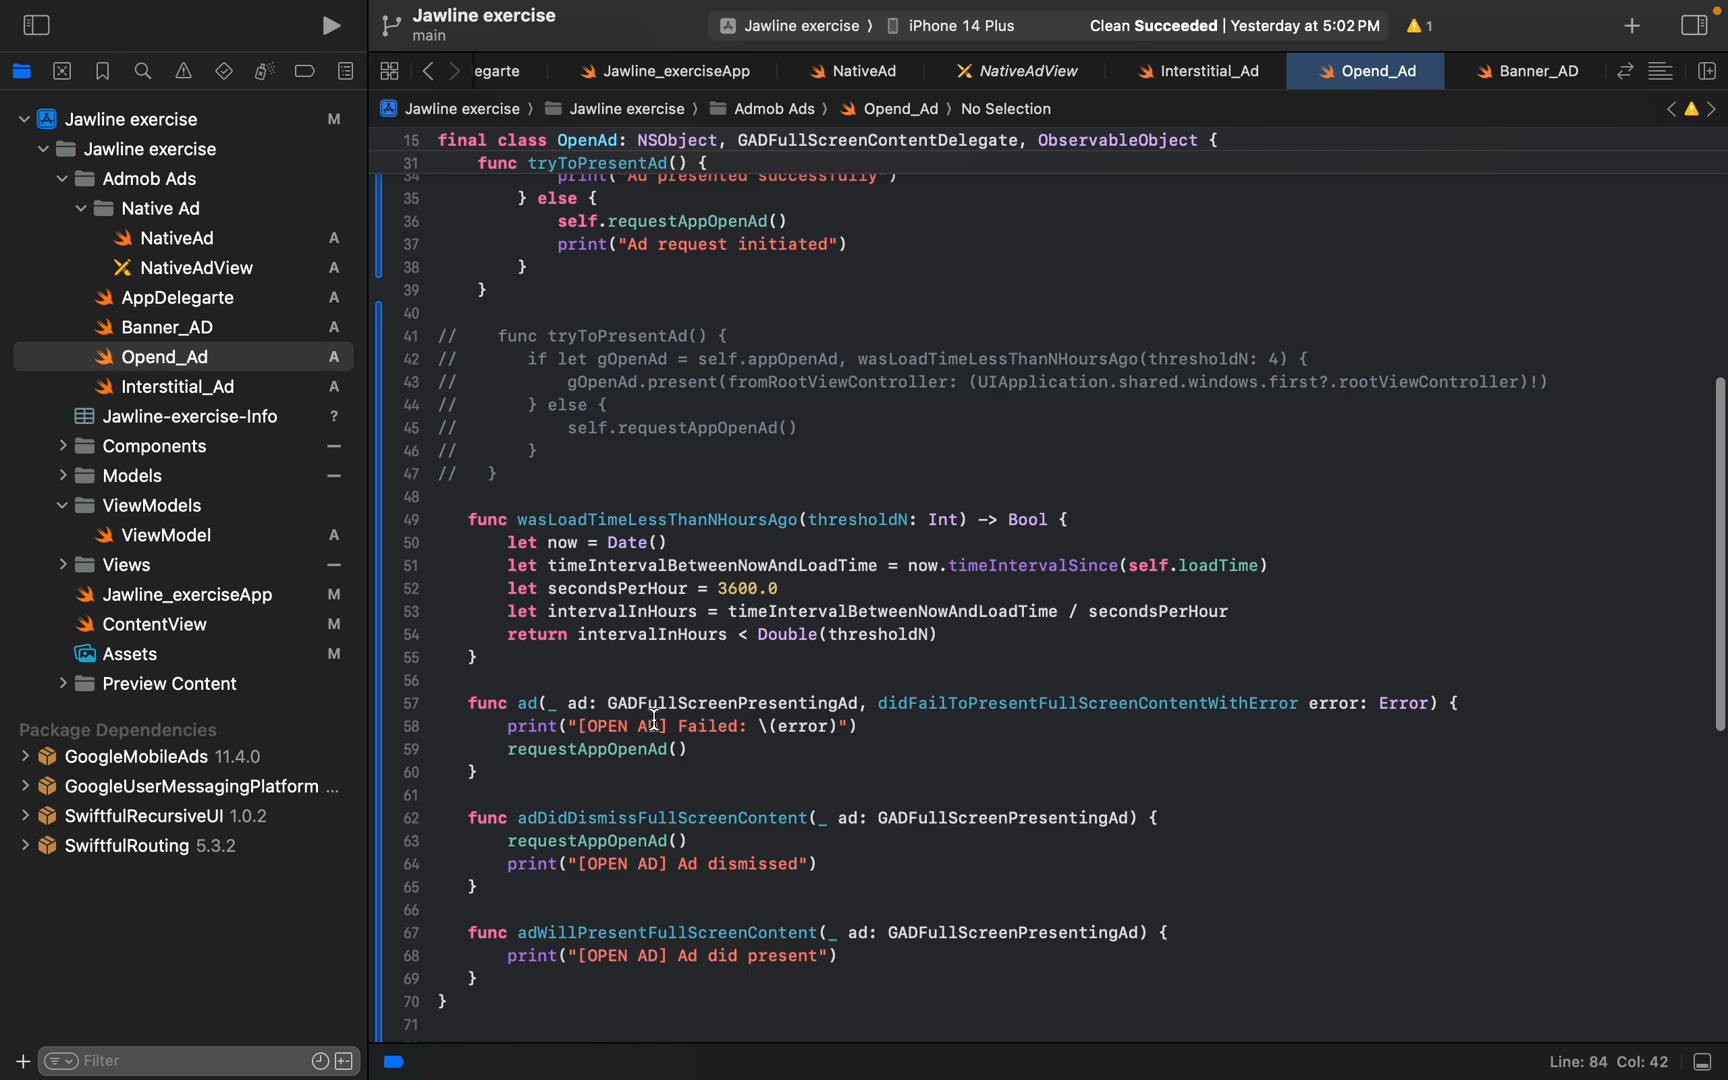 Jawline exercise
main
Jawline exercise 〉 iPhone 14 Plus
Clean Succeeded | Yesterday at 5:02 PM
1
egarte
Jawline_exerciseApp
NativeAd
NativeAdView
Interstitial_Ad
Opend_Ad
Banner_AD
Jawline exercise 〉 Jawline exercise 〉 Admob Ads 〉 Opend_Ad 〉 No Selection
Jawline exercise M
Jawline exercise
Admob Ads
Native Ad
NativeAd A
NativeAdView A
AppDelegarte A
Banner_AD A
Opend_Ad A
Interstitial_Ad A
Jawline-exercise-Info ?
Components –
Models –
ViewModels
ViewModel A
Views –
Jawline_exerciseApp M
ContentView M
Assets M
Preview Content
Package Dependencies
GoogleMobileAds 11.4.0
GoogleUserMessagingPlatform ...
SwiftfulRecursiveUI 1.0.2
SwiftfulRouting 5.3.2
Filter
15 final class OpenAd: NSObject, GADFullScreenContentDelegate, ObservableObject {
31 func tryToPresentAd() {
34 print("Ad presented successfully")
35 } else {
36 self.requestAppOpenAd()
37 print("Ad request initiated")
38 }
39 }
40
41 // func tryToPresentAd() {
42 // if let gOpenAd = self.appOpenAd, wasLoadTimeLessThanNHoursAgo(thresholdN: 4) {
43 // gOpenAd.present(fromRootViewController: (UIApplication.shared.windows.first?.rootViewController)!)
44 // } else {
45 // self.requestAppOpenAd()
46 // }
47 // }
48
49 func wasLoadTimeLessThanNHoursAgo(thresholdN: Int) -> Bool {
50 let now = Date()
51 let timeIntervalBetweenNowAndLoadTime = now.timeIntervalSince(self.loadTime)
52 let secondsPerHour = 3600.0
53 let intervalInHours = timeIntervalBetweenNowAndLoadTime / secondsPerHour
54 return intervalInHours < Double(thresholdN)
55 }
56
57 func ad(_ ad: GADFullScreenPresentingAd, didFailToPresentFullScreenContentWithError error: Error) {
58 print("[OPEN AD] Failed: \(error)")
59 requestAppOpenAd()
60 }
61
62 func adDidDismissFullScreenContent(_ ad: GADFullScreenPresentingAd) {
63 requestAppOpenAd()
64 print("[OPEN AD] Ad dismissed")
65 }
66
67 func adWillPresentFullScreenContent(_ ad: GADFullScreenPresentingAd) {
68 print("[OPEN AD] Ad did present")
69 }
70 }
71
Line: 84 Col: 42